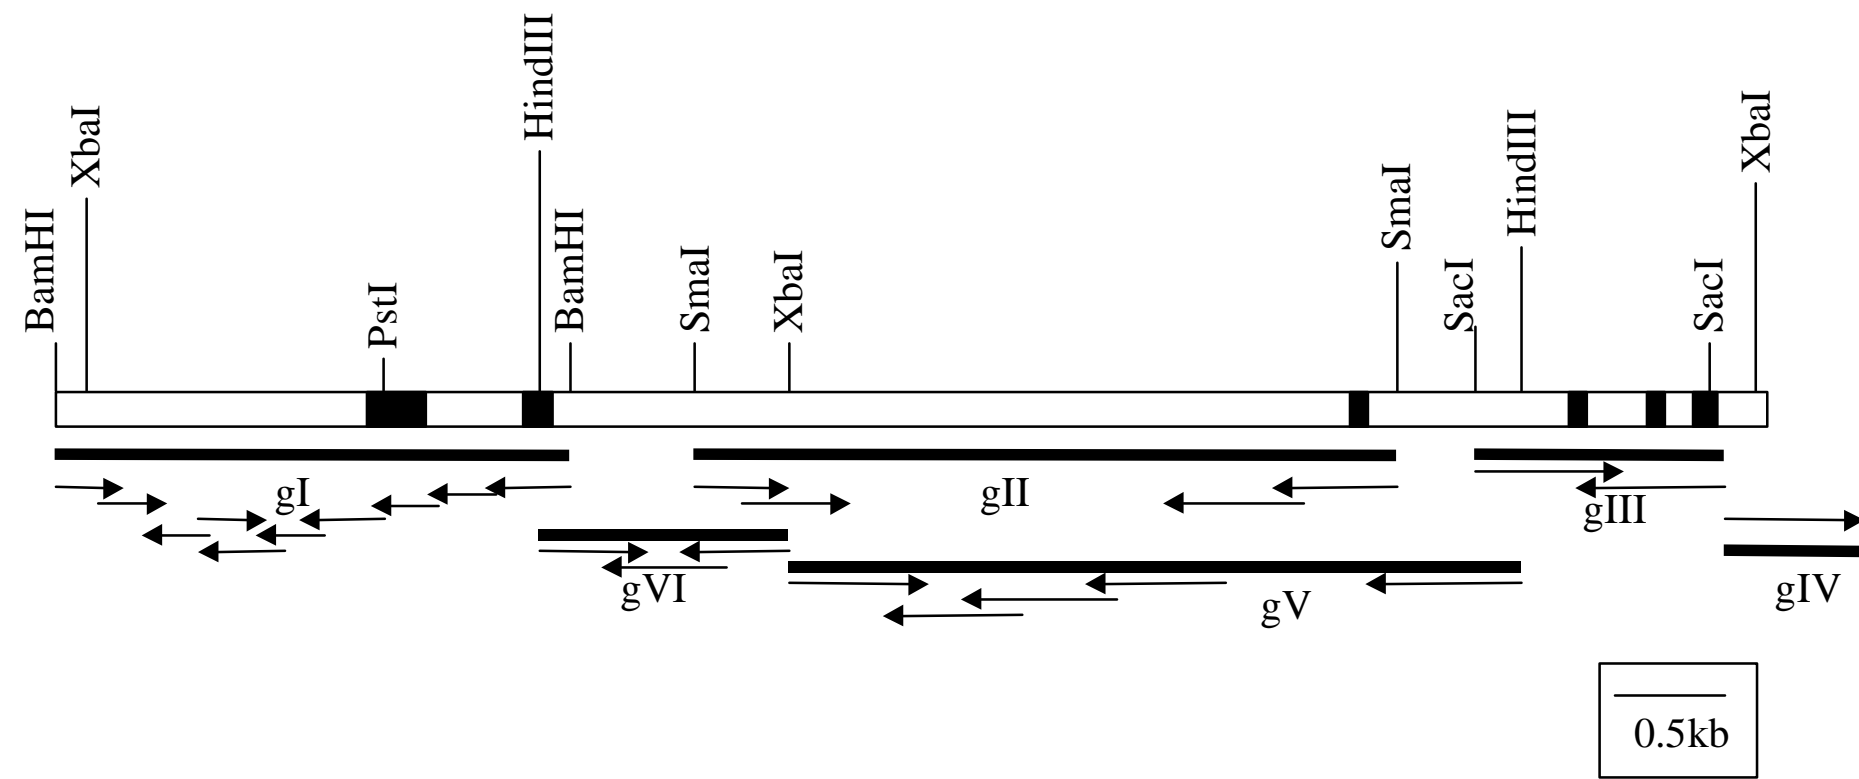 BamHI
XbaI
PstI
HindIII
BamHI
SmaI
XbaI
SmaI
SacI
HindIII
SacI
XbaI
gI
gII
gIII
gVI
gV
gIV
0.5kb